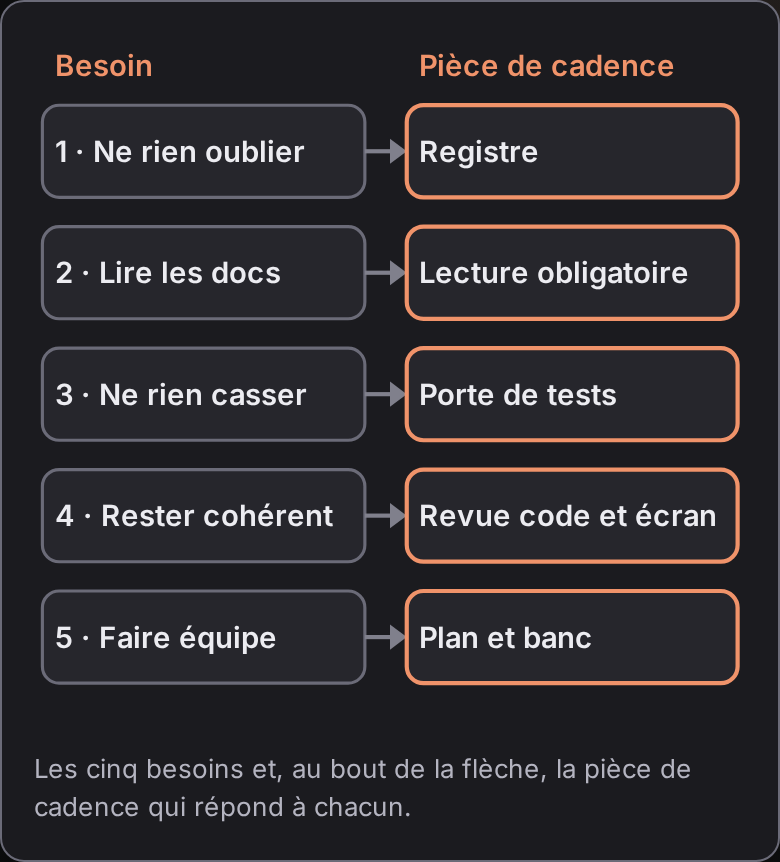 Besoin
Pièce de cadence
1 · Ne rien oublier
Registre
2 · Lire les docs
Lecture obligatoire
3 · Ne rien casser
Porte de tests
4 · Rester cohérent
Revue code et écran
5 · Faire équipe
Plan et banc
Les cinq besoins et, au bout de la flèche, la pièce de
cadence qui répond à chacun.